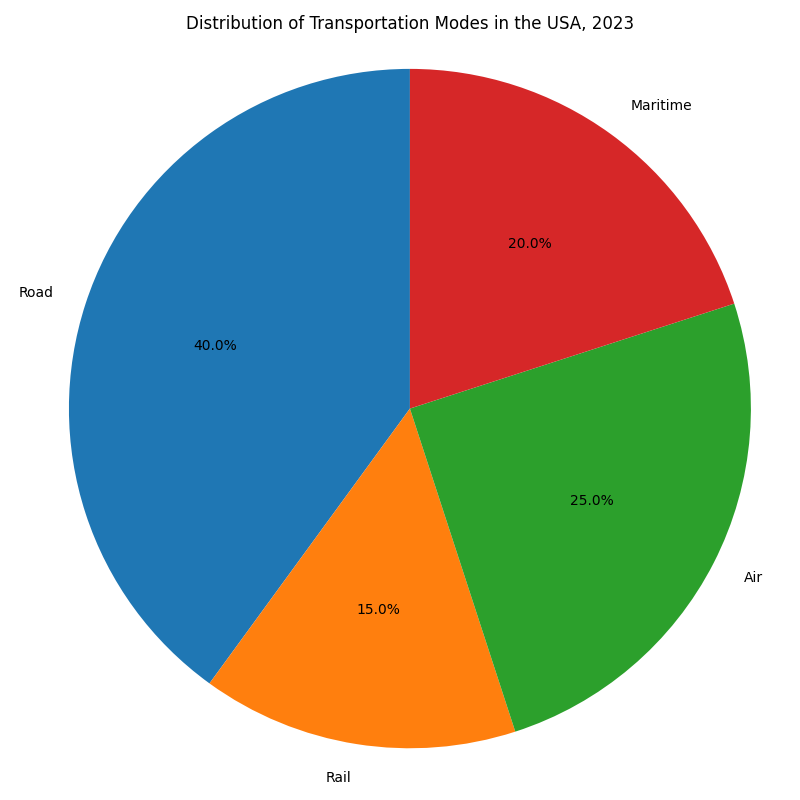 Distribution of Transportation Modes in the USA, 2023
Maritime
20.0%
Road
40.0%
25.0%
Air
15.0%
Rail